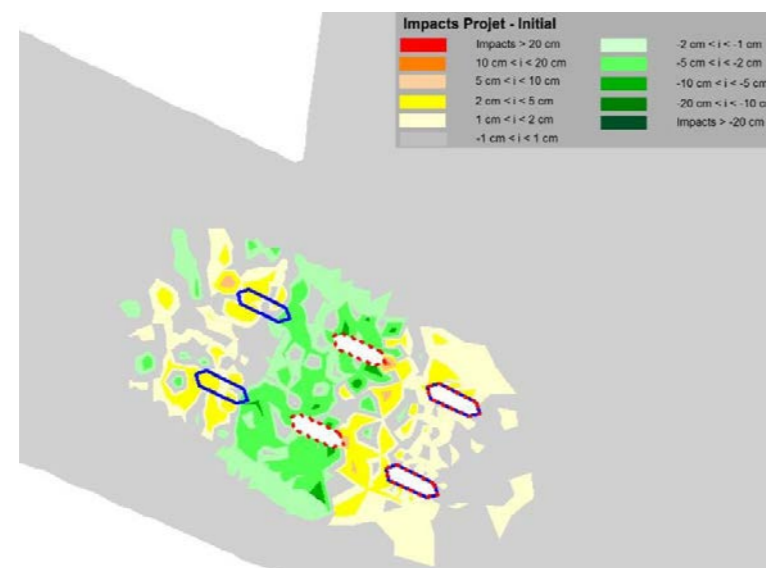 Impacts Projet - Initial
Impacts > 20 cm
10 cm < i < 20 cm
5 cm < i < 10 cm
2 cm < i < 5 cm
1 cm < i < 2 cm
-1 cm < i < 1 cm
-2 cm < i < -1 cm
-5 cm < i < -2 cm
-10 cm < i < -5 cm
-20 cm < i < -10 c
Impacts > -20 cm